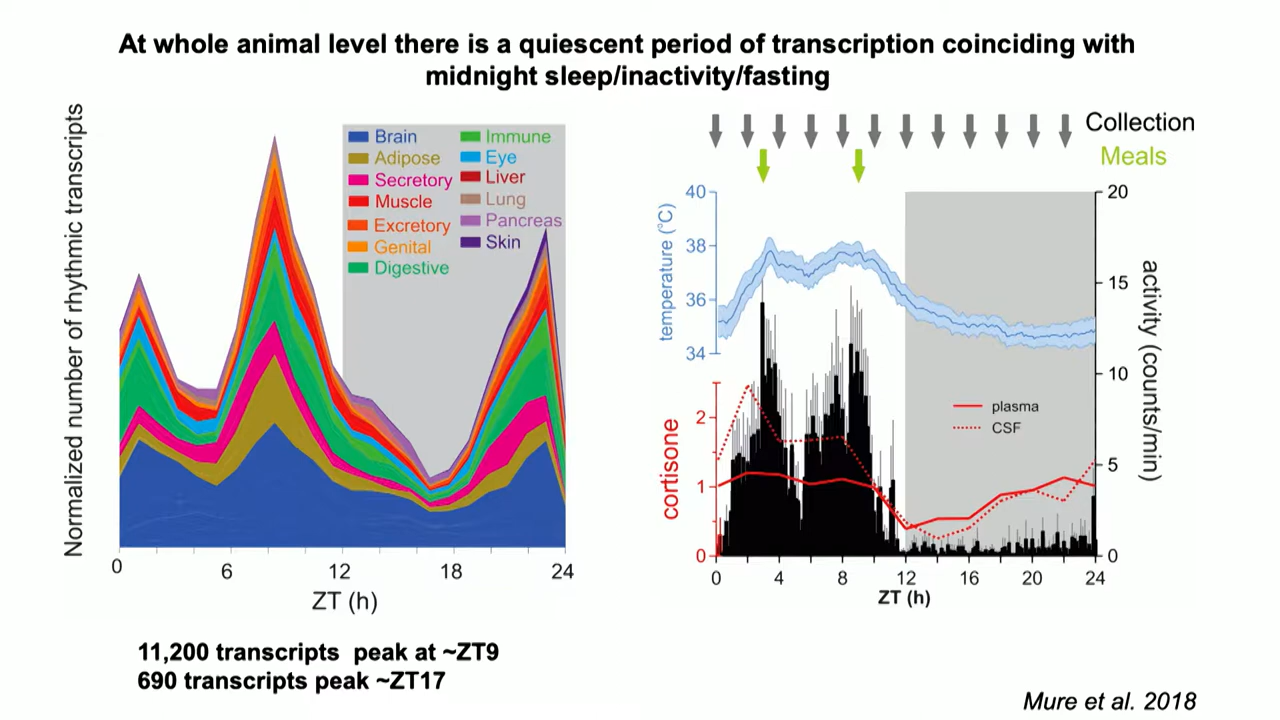 At whole animal level there is a quiescent period of transcription coinciding with
midnight sleep/inactivity/fasting
Normalized number of rhythmic transcripts
Brain
Adipose
Secretory
Muscle
Excretory
Genital
Digestive
Immune
Eye
Liver
Lung
Pancreas
Skin
0 6 12 18 24
ZT (h)
Collection
Meals
temperature (°C)
40
38
36
34
cortisone
2
1
0
plasma
CSF
20
15
10
5
0
activity (counts/min)
0 4 8 12 16 20 24
ZT (h)
11,200 transcripts peak at ~ZT9
690 transcripts peak ~ZT17
Mure et al. 2018